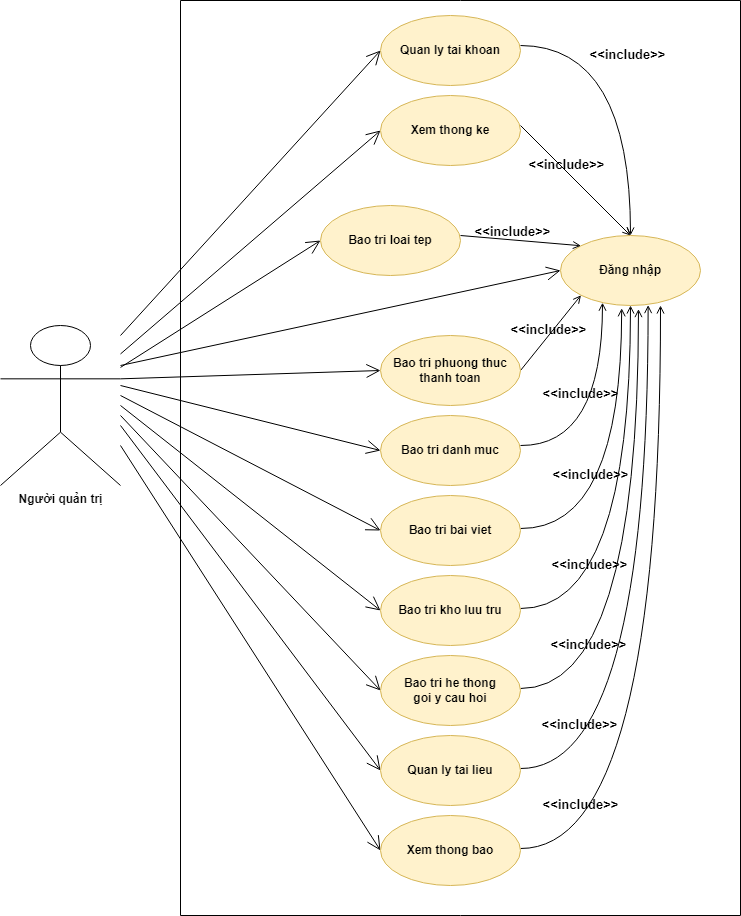 Quan ly tai khoan
<<include>>
Xem thong ke
<<include>>
Bao tri loai tep
<<include>>
Đăng nhập
Bao tri phuong thuc
thanh toan
<<include>>
Bao tri danh muc
<<include>>
Bao tri bai viet
<<include>>
Người quản trị
Bao tri kho luu tru
<<include>>
Bao tri he thong
goi y cau hoi
<<include>>
Quan ly tai lieu
<<include>>
Xem thong bao
<<include>>